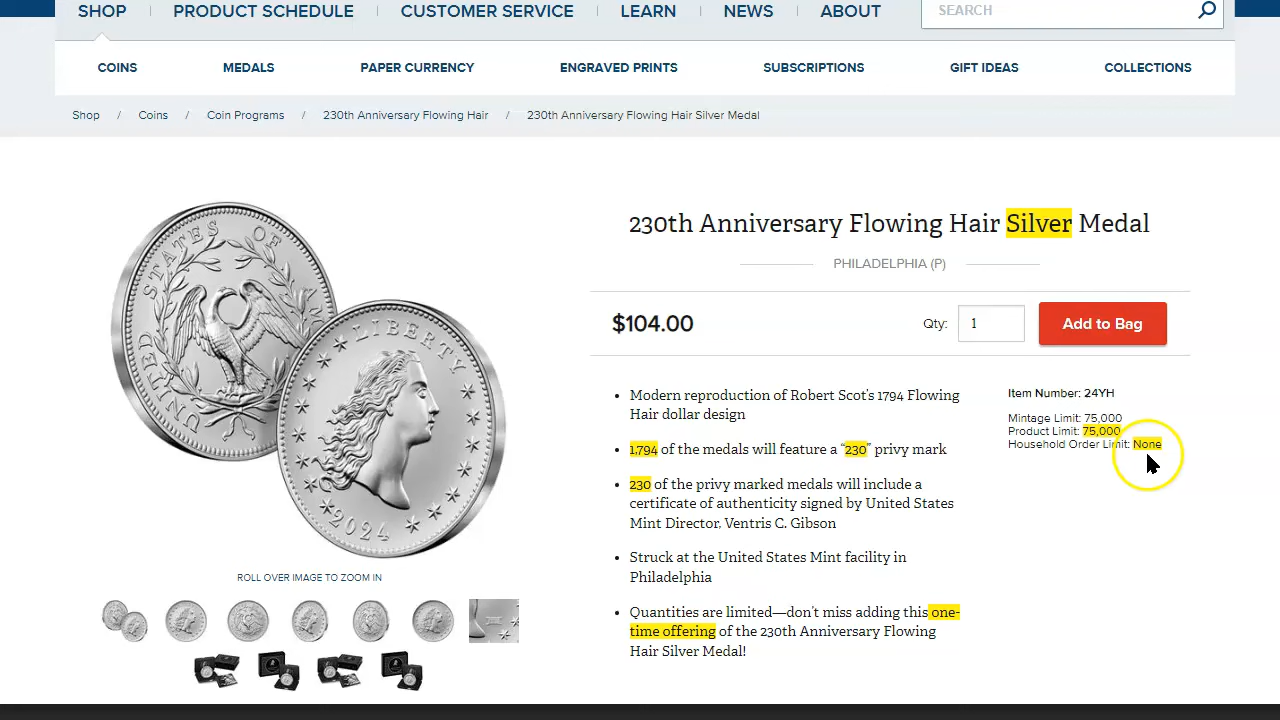 SHOP
PRODUCT SCHEDULE
CUSTOMER SERVICE
LEARN
NEWS
ABOUT
SEARCH
COINS
MEDALS
PAPER CURRENCY
ENGRAVED PRINTS
SUBSCRIPTIONS
GIFT IDEAS
COLLECTIONS
Shop / Coins / Coin Programs / 230th Anniversary Flowing Hair / 230th Anniversary Flowing Hair Silver Medal
UNITED STATES OF
LIBERTY
2024
ROLL OVER IMAGE TO ZOOM IN
230th Anniversary Flowing Hair Silver Medal
PHILADELPHIA (P)
$104.00
Qty: 1
Add to Bag
• Modern reproduction of Robert Scot's 1794 Flowing
Hair dollar design
• 1,794 of the medals will feature a “230” privy mark
• 230 of the privy marked medals will include a
certificate of authenticity signed by United States
Mint Director, Ventris C. Gibson
• Struck at the United States Mint facility in
Philadelphia
• Quantities are limited—don't miss adding this one-
time offering of the 230th Anniversary Flowing
Hair Silver Medal!
Item Number: 24YH
Mintage Limit: 75,000
Product Limit: 75,000
Household Order Limit: None